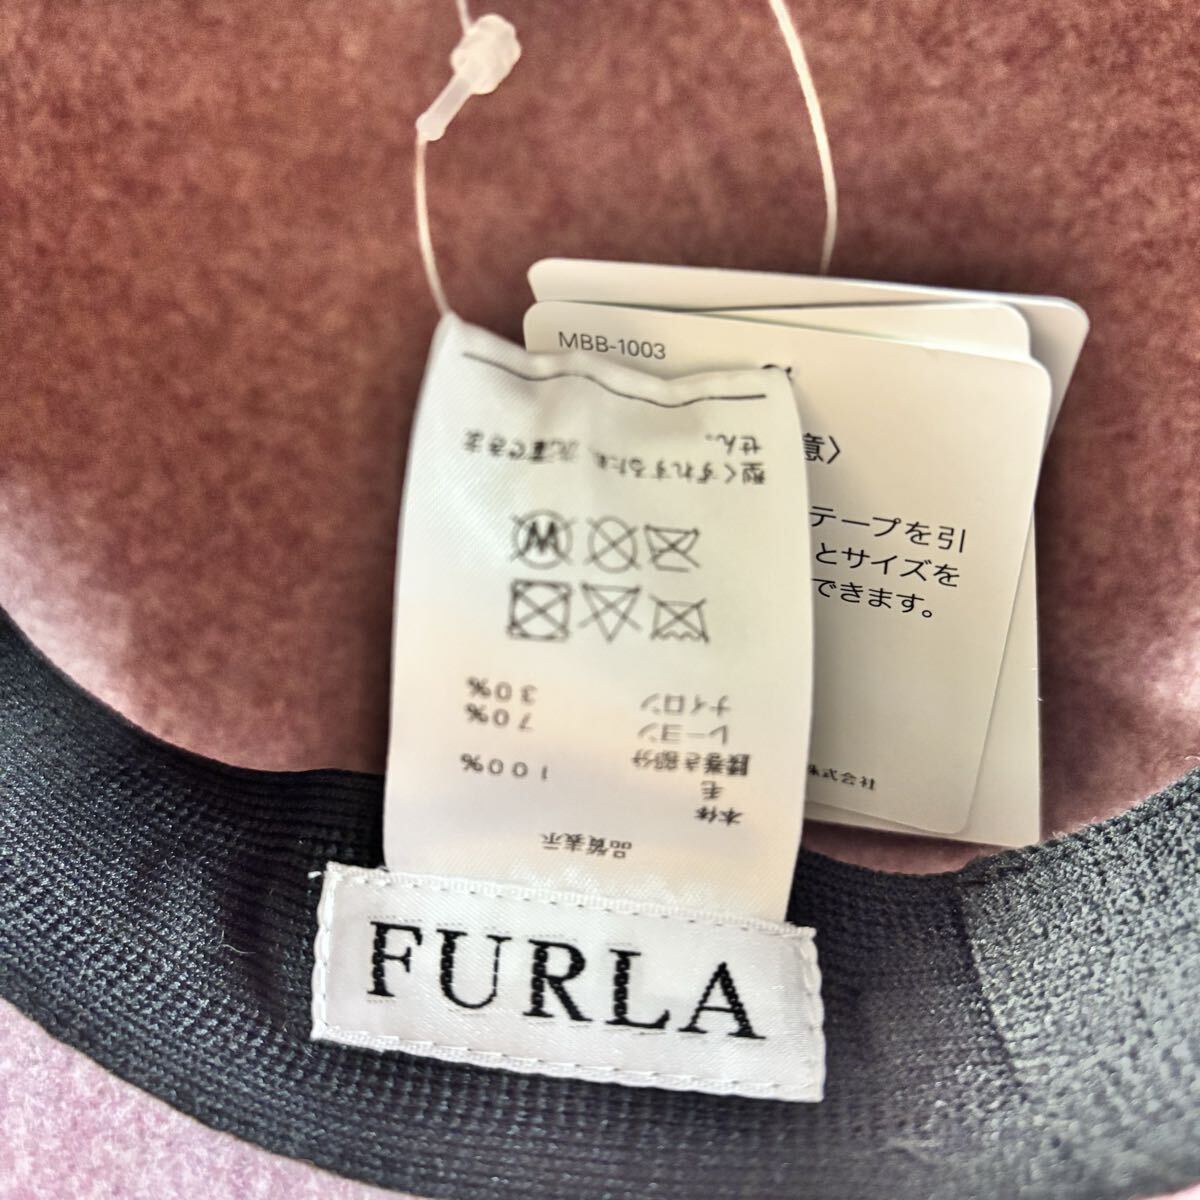 MBB-1003
意〉
テープを引
とサイズを
できます。
式会社
品質表示
本体
毛 100%
腰巻き部分
レーヨン 70%
ナイロン 30%
型くずれするため、洗濯できま
せん。
FURLA